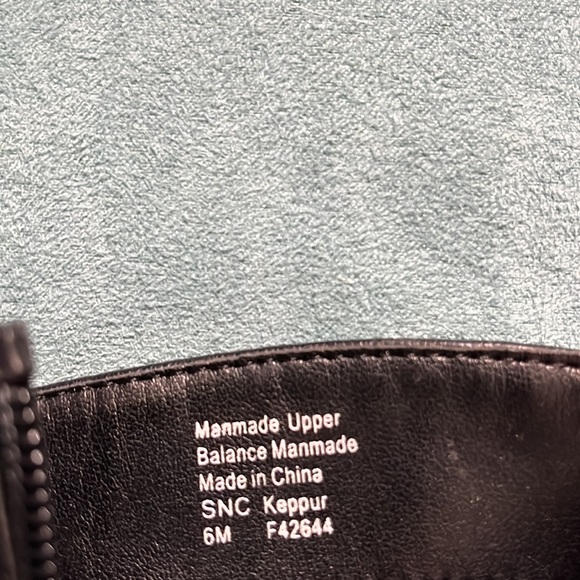 Manmade Upper
Balance Manmade
Made in China
SNC Keppur
6M F42644